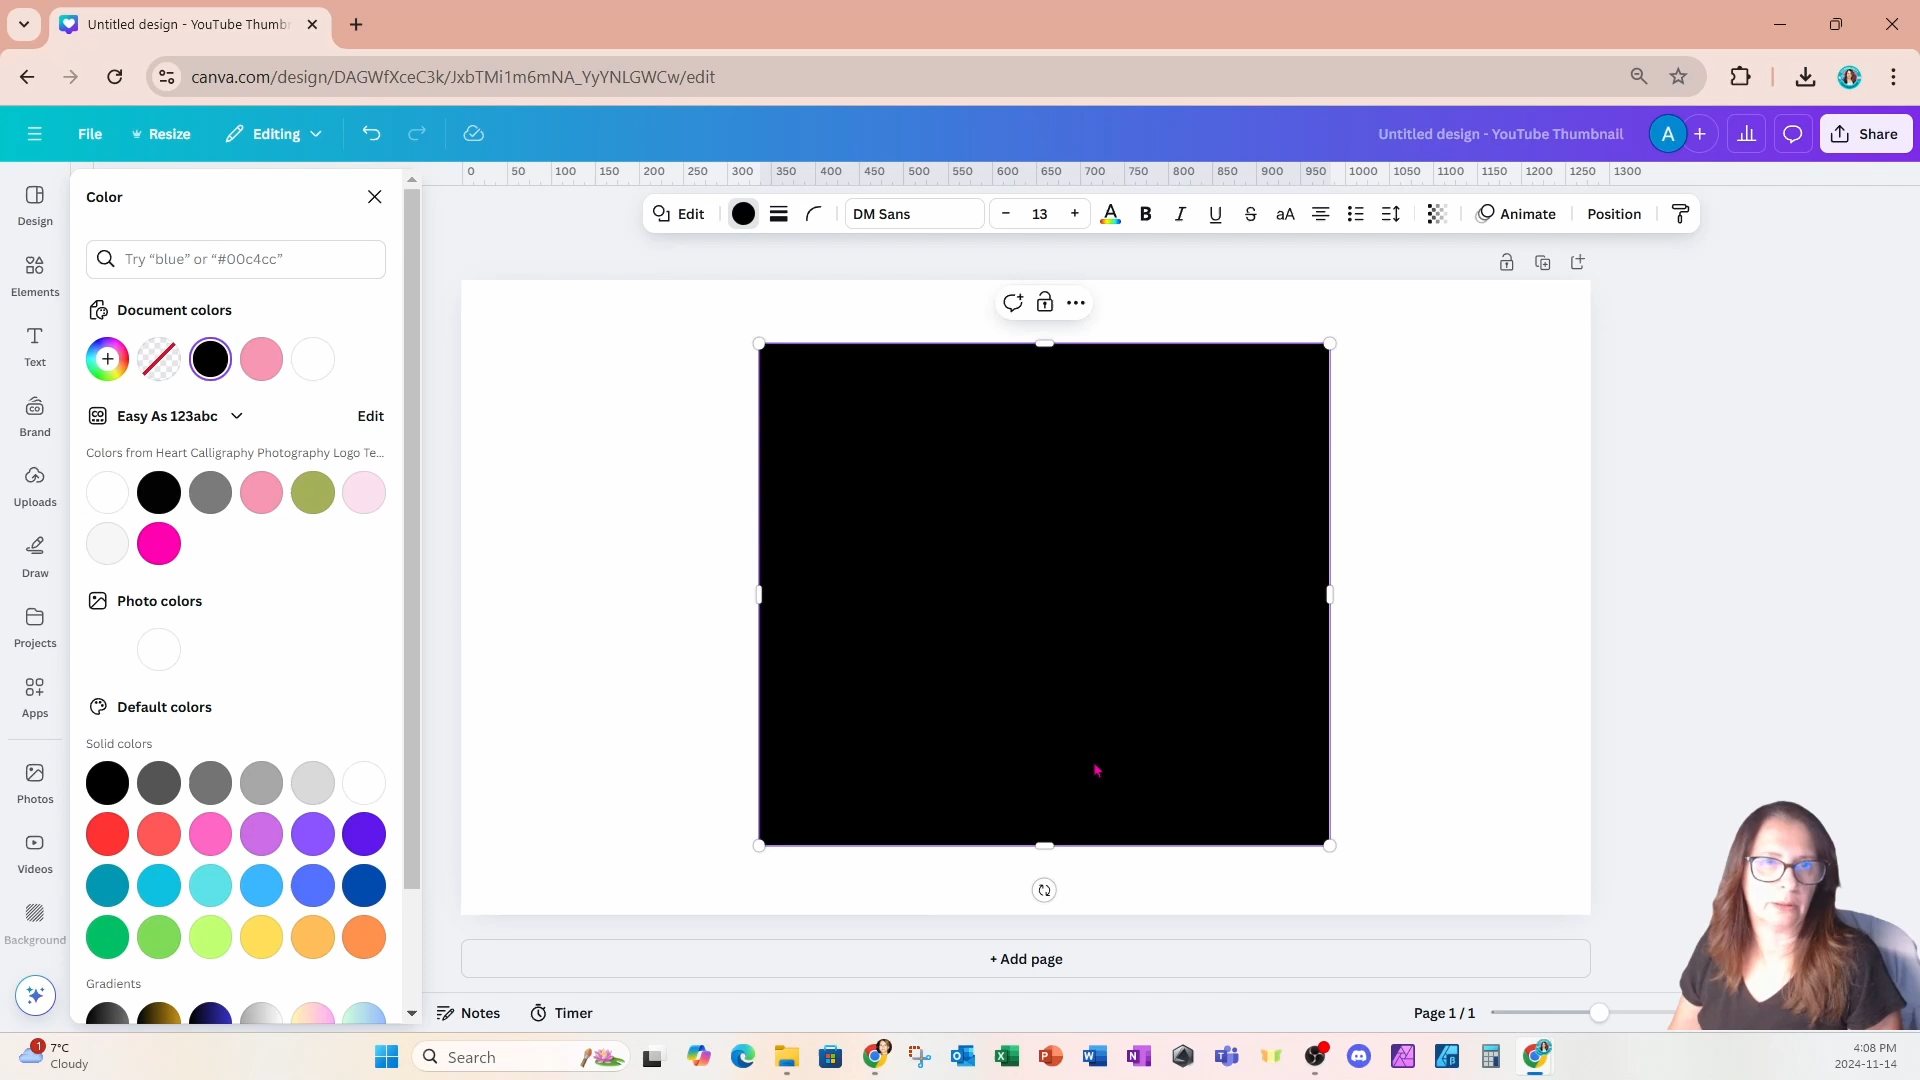 Untitled design - YouTube Thumb
canva.com/design/DAGWfXceC3k/JxbTMi1m6mNA_YyYNLGWCw/edit
File
Resize
Editing
Untitled design - YouTube Thumbnail
A
Share
0 50 100 150 200 250 300 350 400 450 500 550 600 650 700 750 800 850 900 950 1000 1050 1100 1150 1200 1250 1300
Edit
DM Sans
– 13 +
A
B
I
U
S
aA
Animate
Position
Design
Elements
Text
Brand
Uploads
Draw
Projects
Apps
Photos
Videos
Background
Color
Try “blue” or “#00c4cc”
Document colors
Easy As 123abc
Edit
Colors from Heart Calligraphy Photography Logo Te...
Photo colors
Default colors
Solid colors
Gradients
+ Add page
Notes
Timer
Page 1 / 1
1
7°C
Cloudy
Search
4:08 PM
2024-11-14